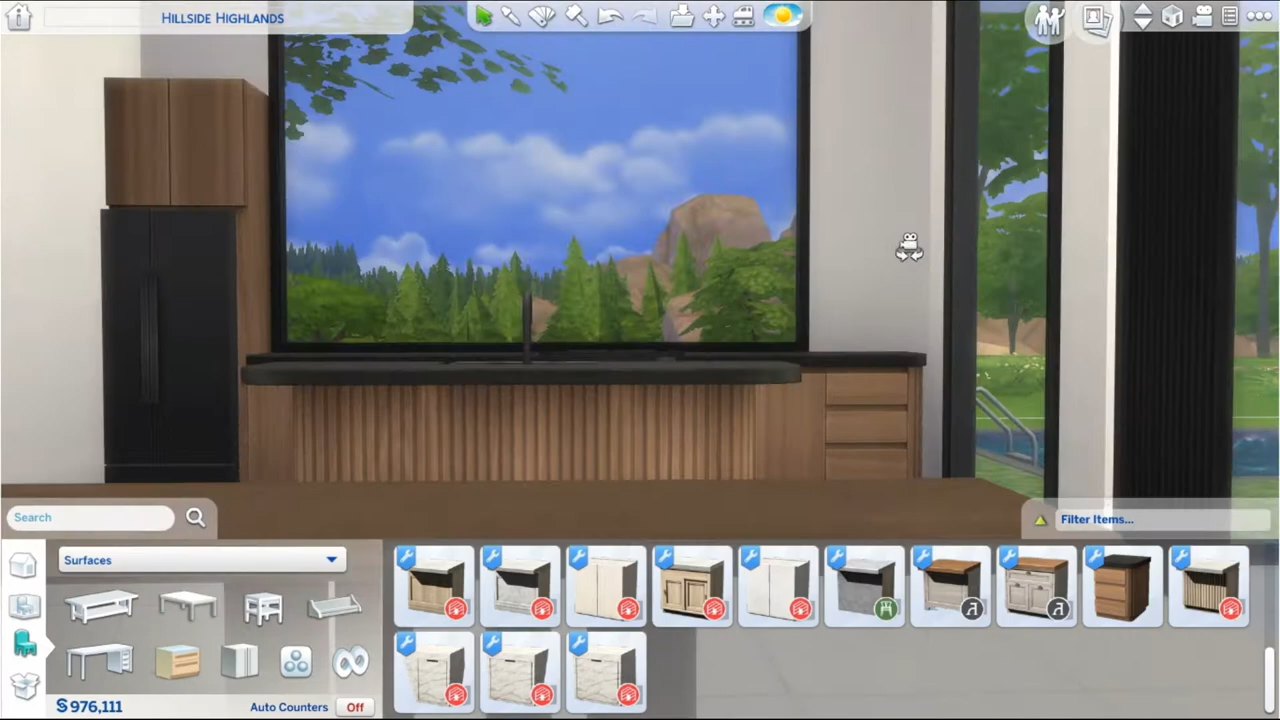 HILLSIDE HIGHLANDS
Search
Filter Items...
Surfaces
§976,111
Auto Counters
Off